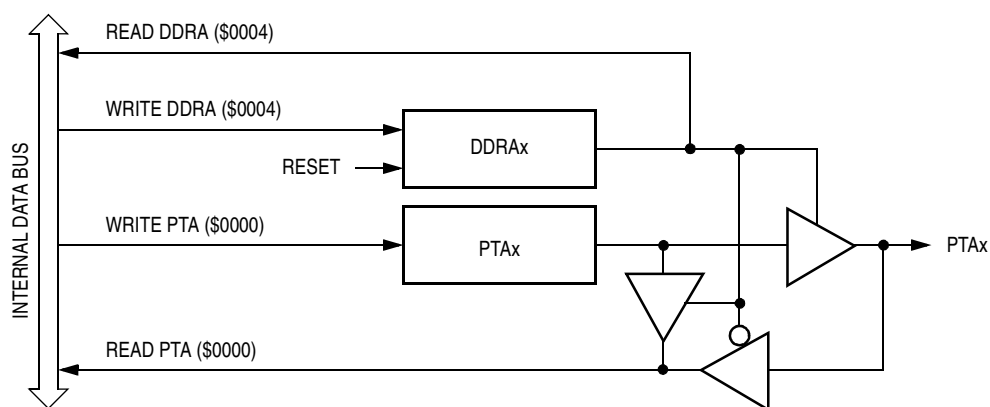 READ DDRA ($0004)
WRITE DDRA ($0004)
DDRAx
RESET
INTERNAL DATA BUS
WRITE PTA ($0000)
PTAx
PTAx
READ PTA ($0000)